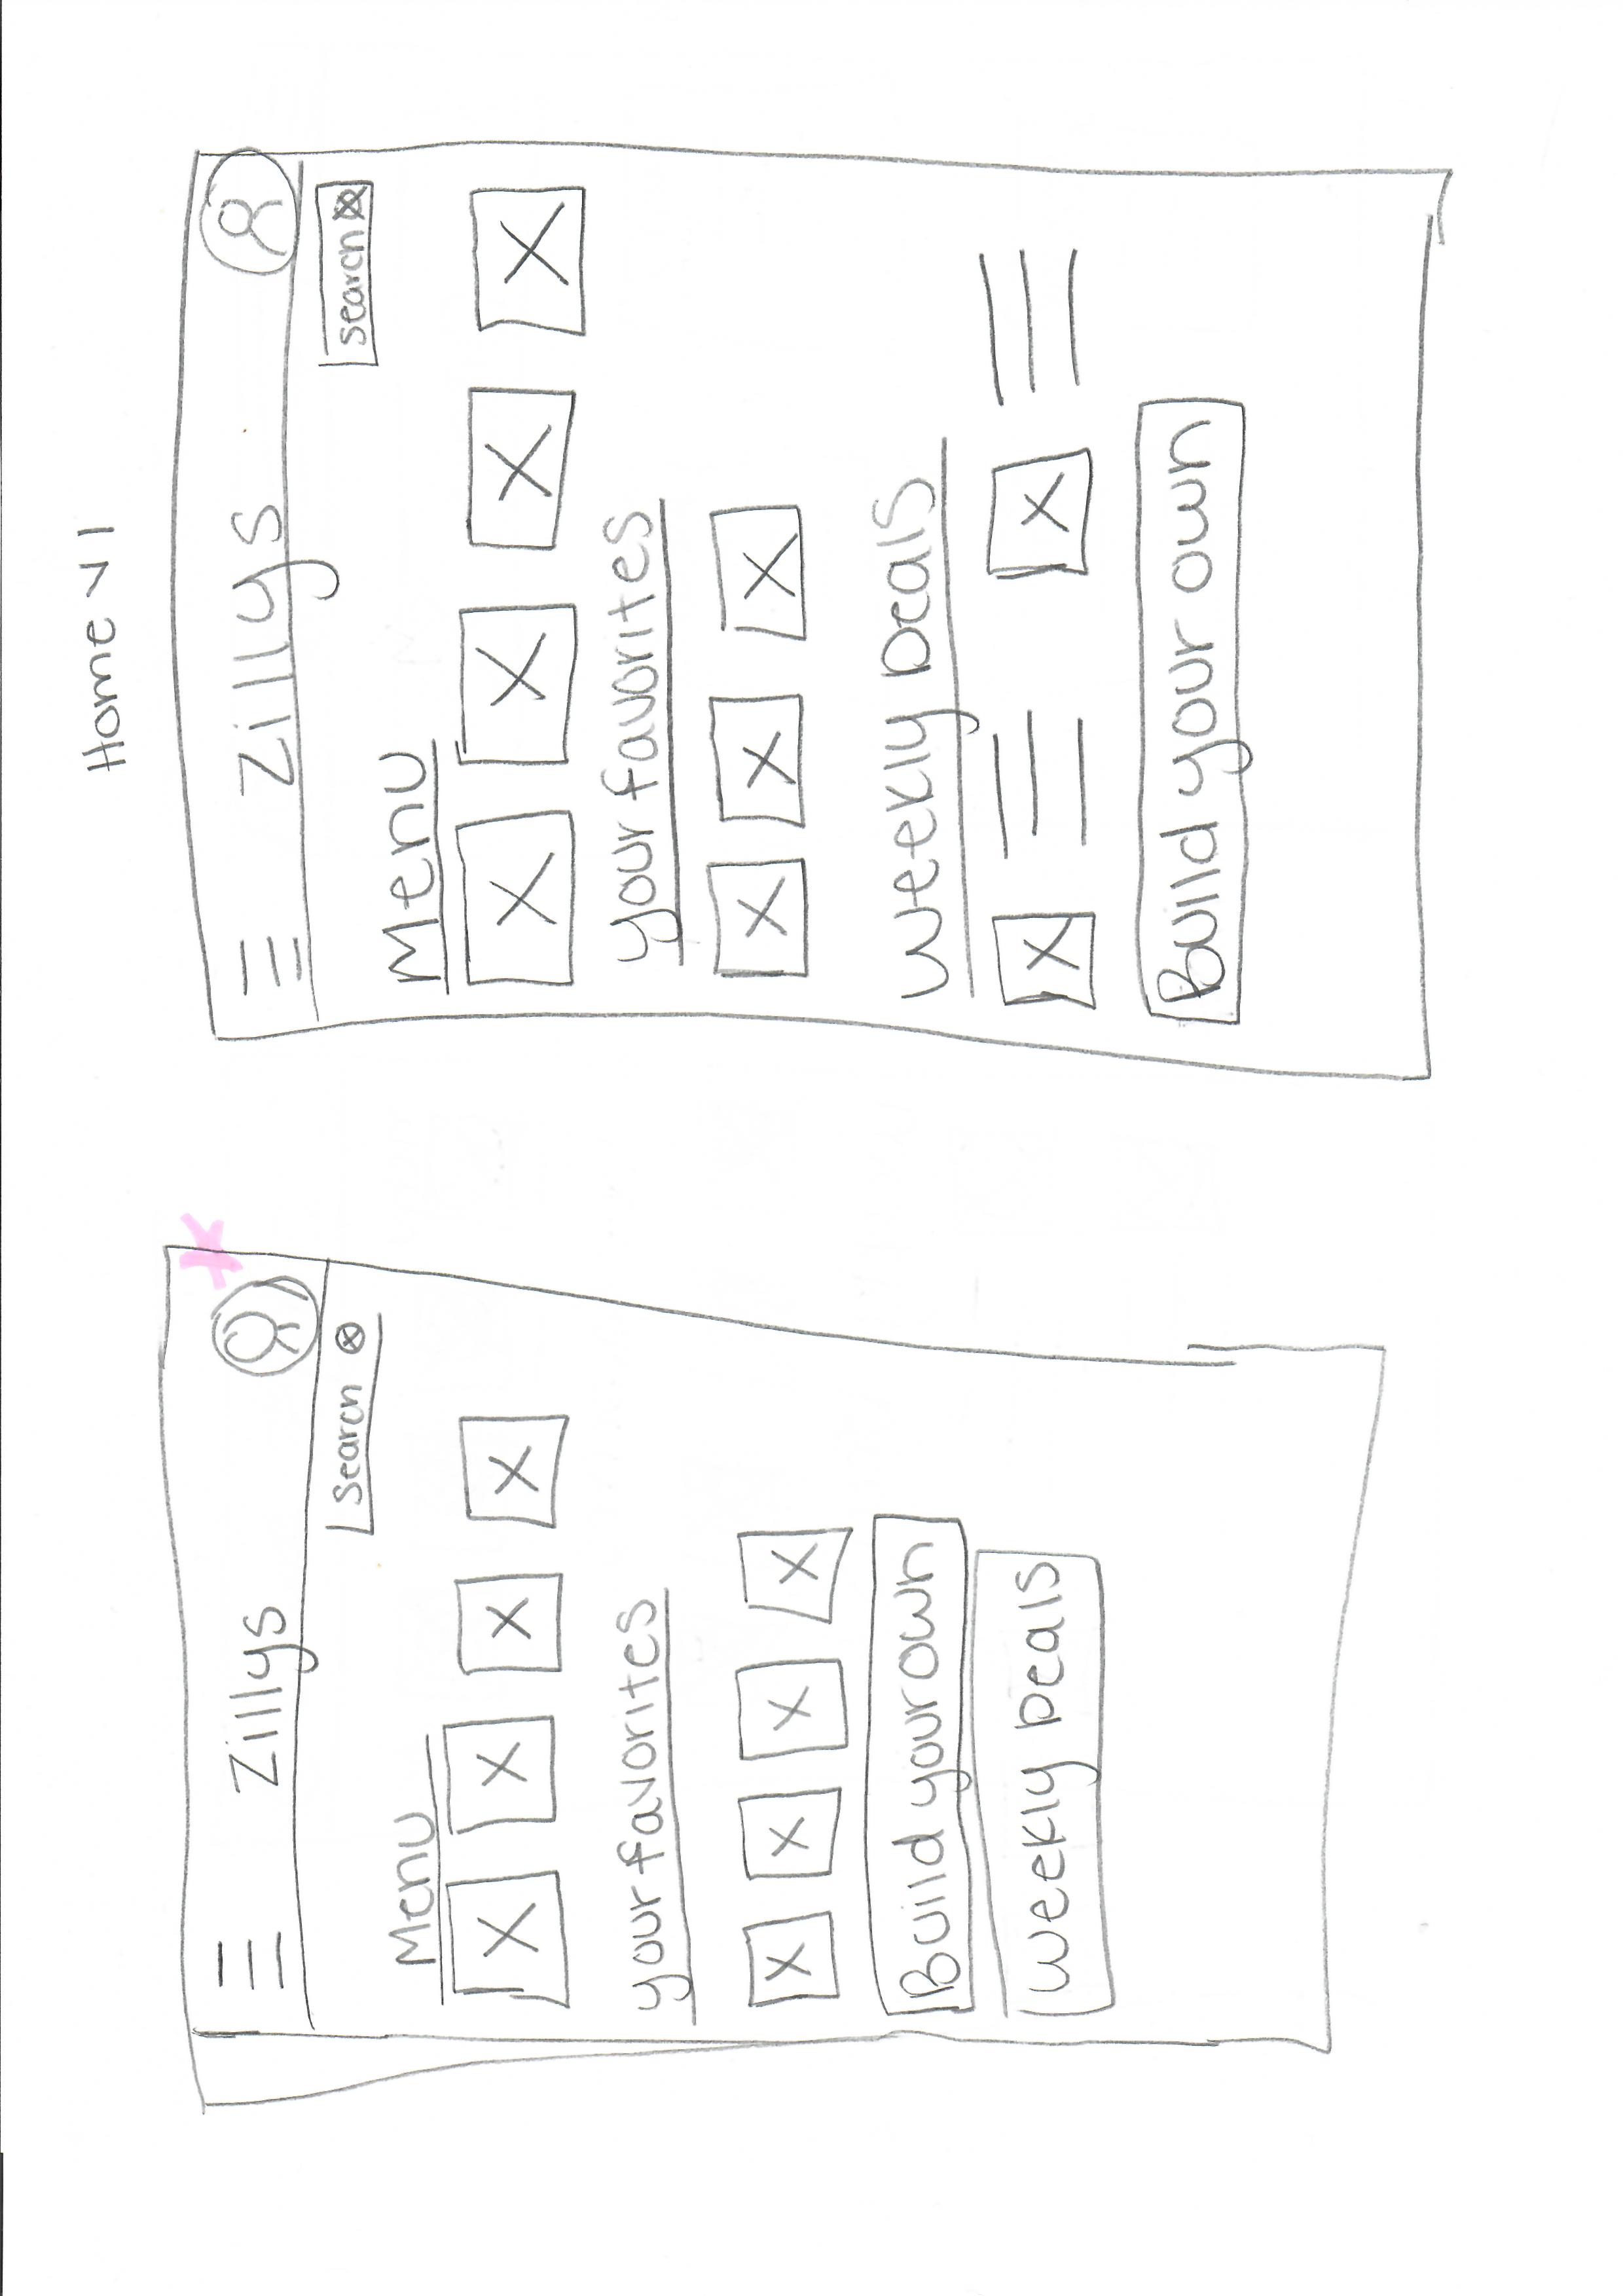 Home v1
Zillys
Search
Menu
your favorites
Build your own
weekly Deals
Zillys
search
Menu
your favorites
weekly Deals
Build your own